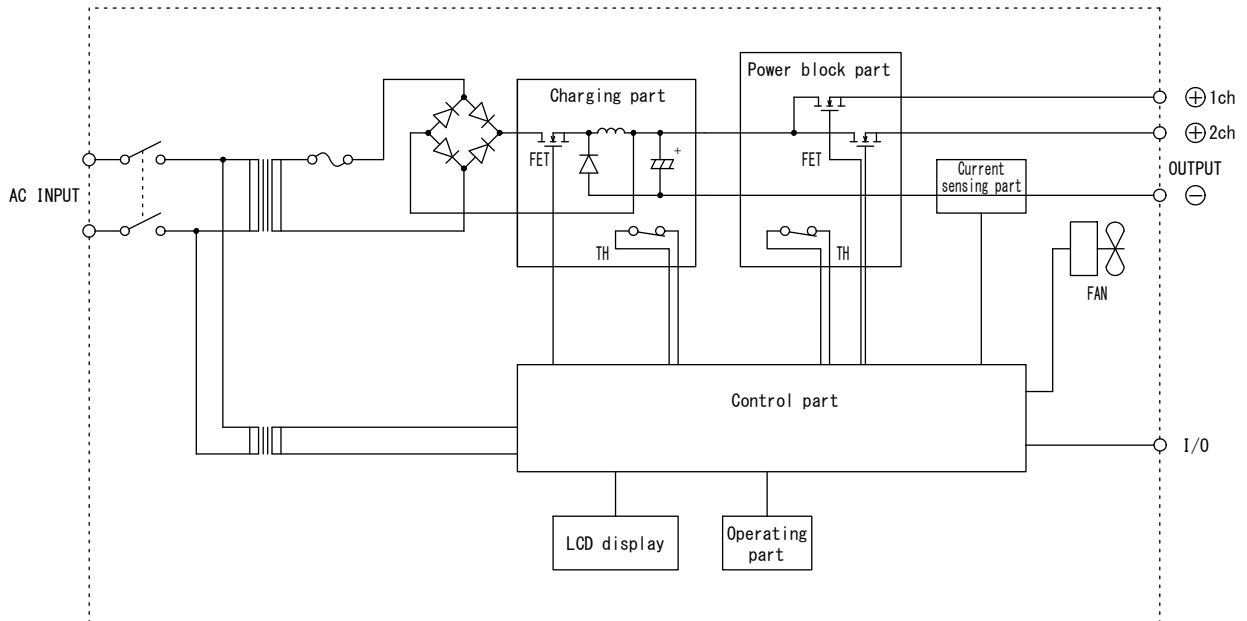 Power block part
Charging part
⊕1ch
⊕2ch
FET
FET
+
Current
sensing part
OUTPUT
⊖
AC INPUT
TH
TH
FAN
Control part
I/O
LCD display
Operating
part